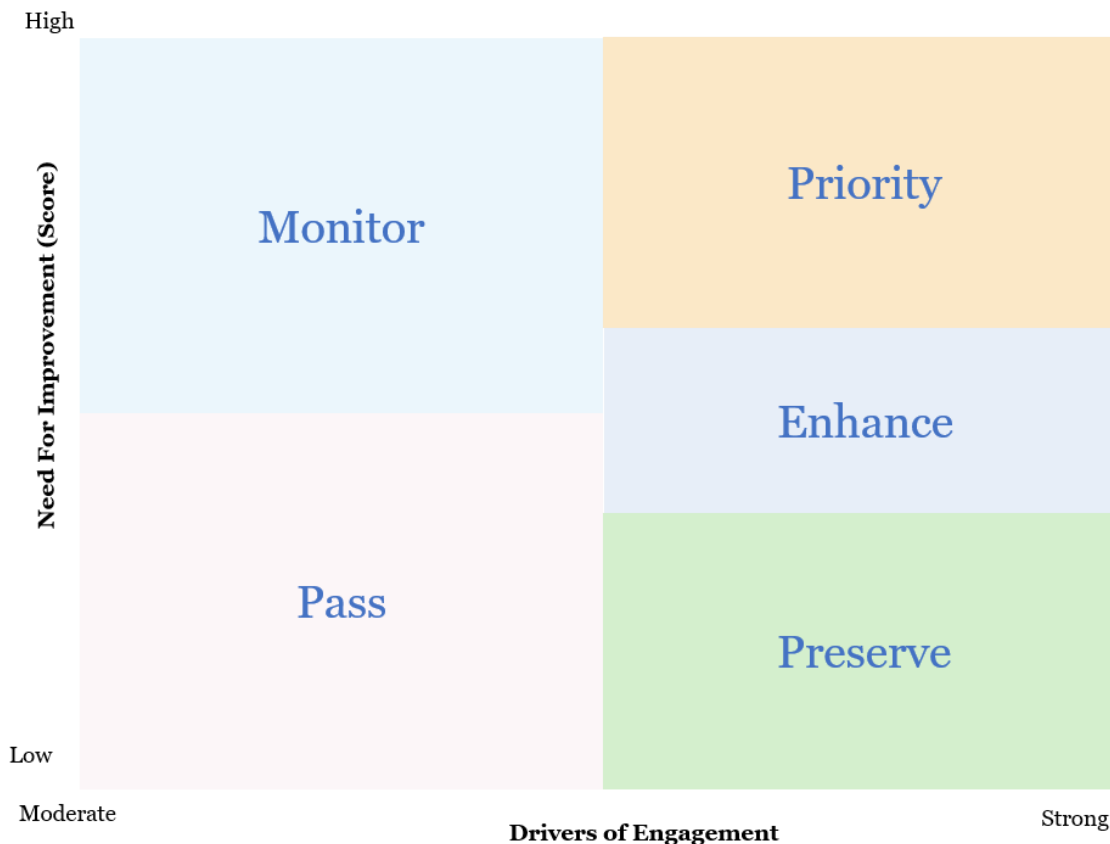 High
Need For Improvement (Score)
Monitor
Priority
Enhance
Pass
Preserve
Low
Moderate
Drivers of Engagement
Strong